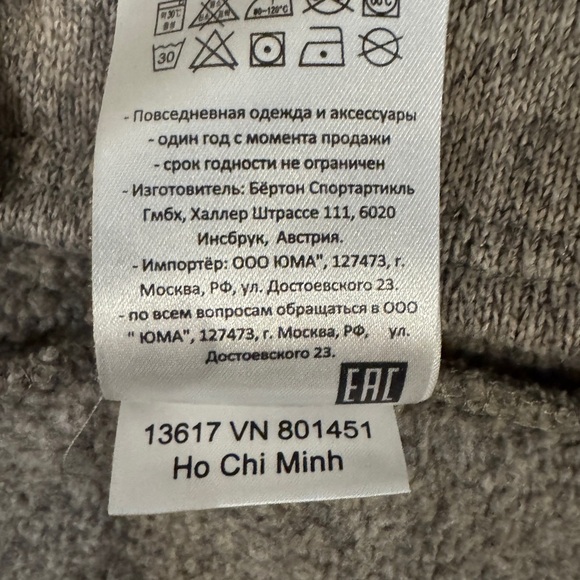 30
- Повседневная одежда и аксессуары
- один год с момента продажи
- срок годности не ограничен
- Изготовитель: Бёртон Спортартикль
Гмбх, Халлер Штрассе 111, 6020
Инсбрук, Австрия.
- Импортёр: ООО ЮМА", 127473, г.
Москва, РФ, ул. Достоевского 23.
- по всем вопросам обращаться в ООО
" ЮМА", 127473, г. Москва, РФ, ул.
Достоевского 23.
EAC
13617 VN 801451
Ho Chi Minh